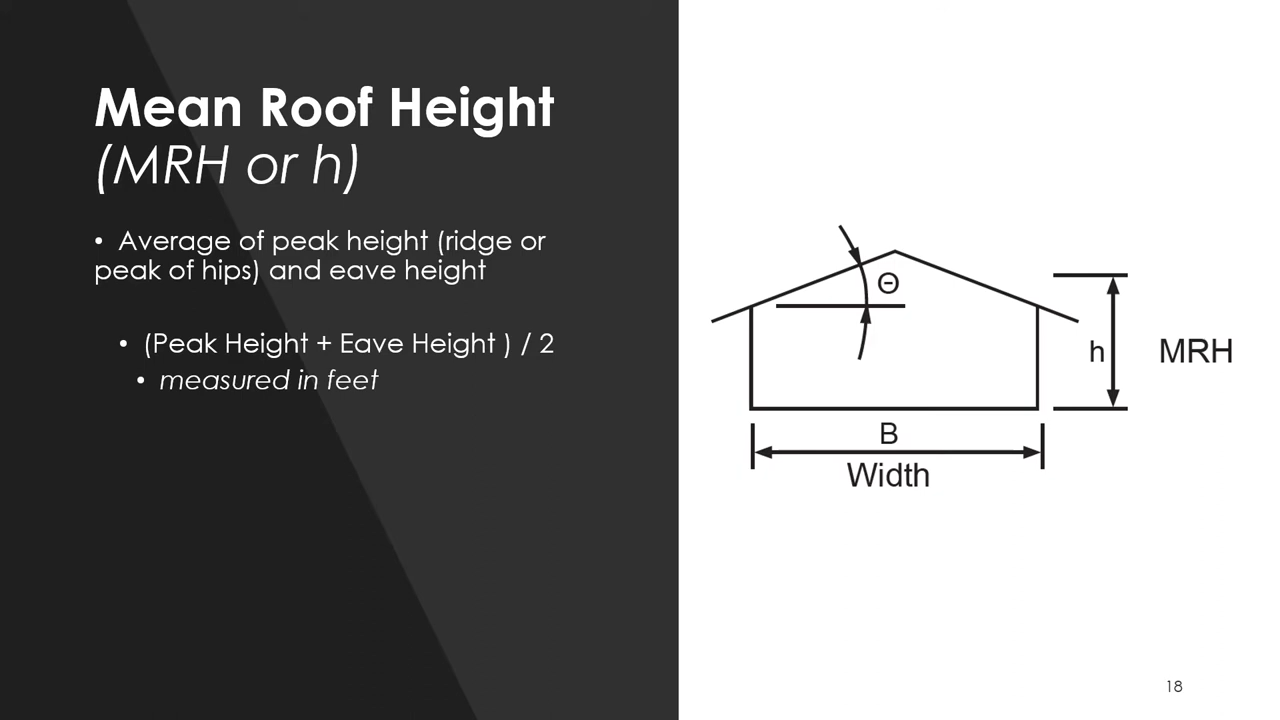 Mean Roof Height
(MRH or h)
• Average of peak height (ridge or
peak of hips) and eave height
• (Peak Height + Eave Height ) / 2
• measured in feet
Θ
h
MRH
B
Width
18